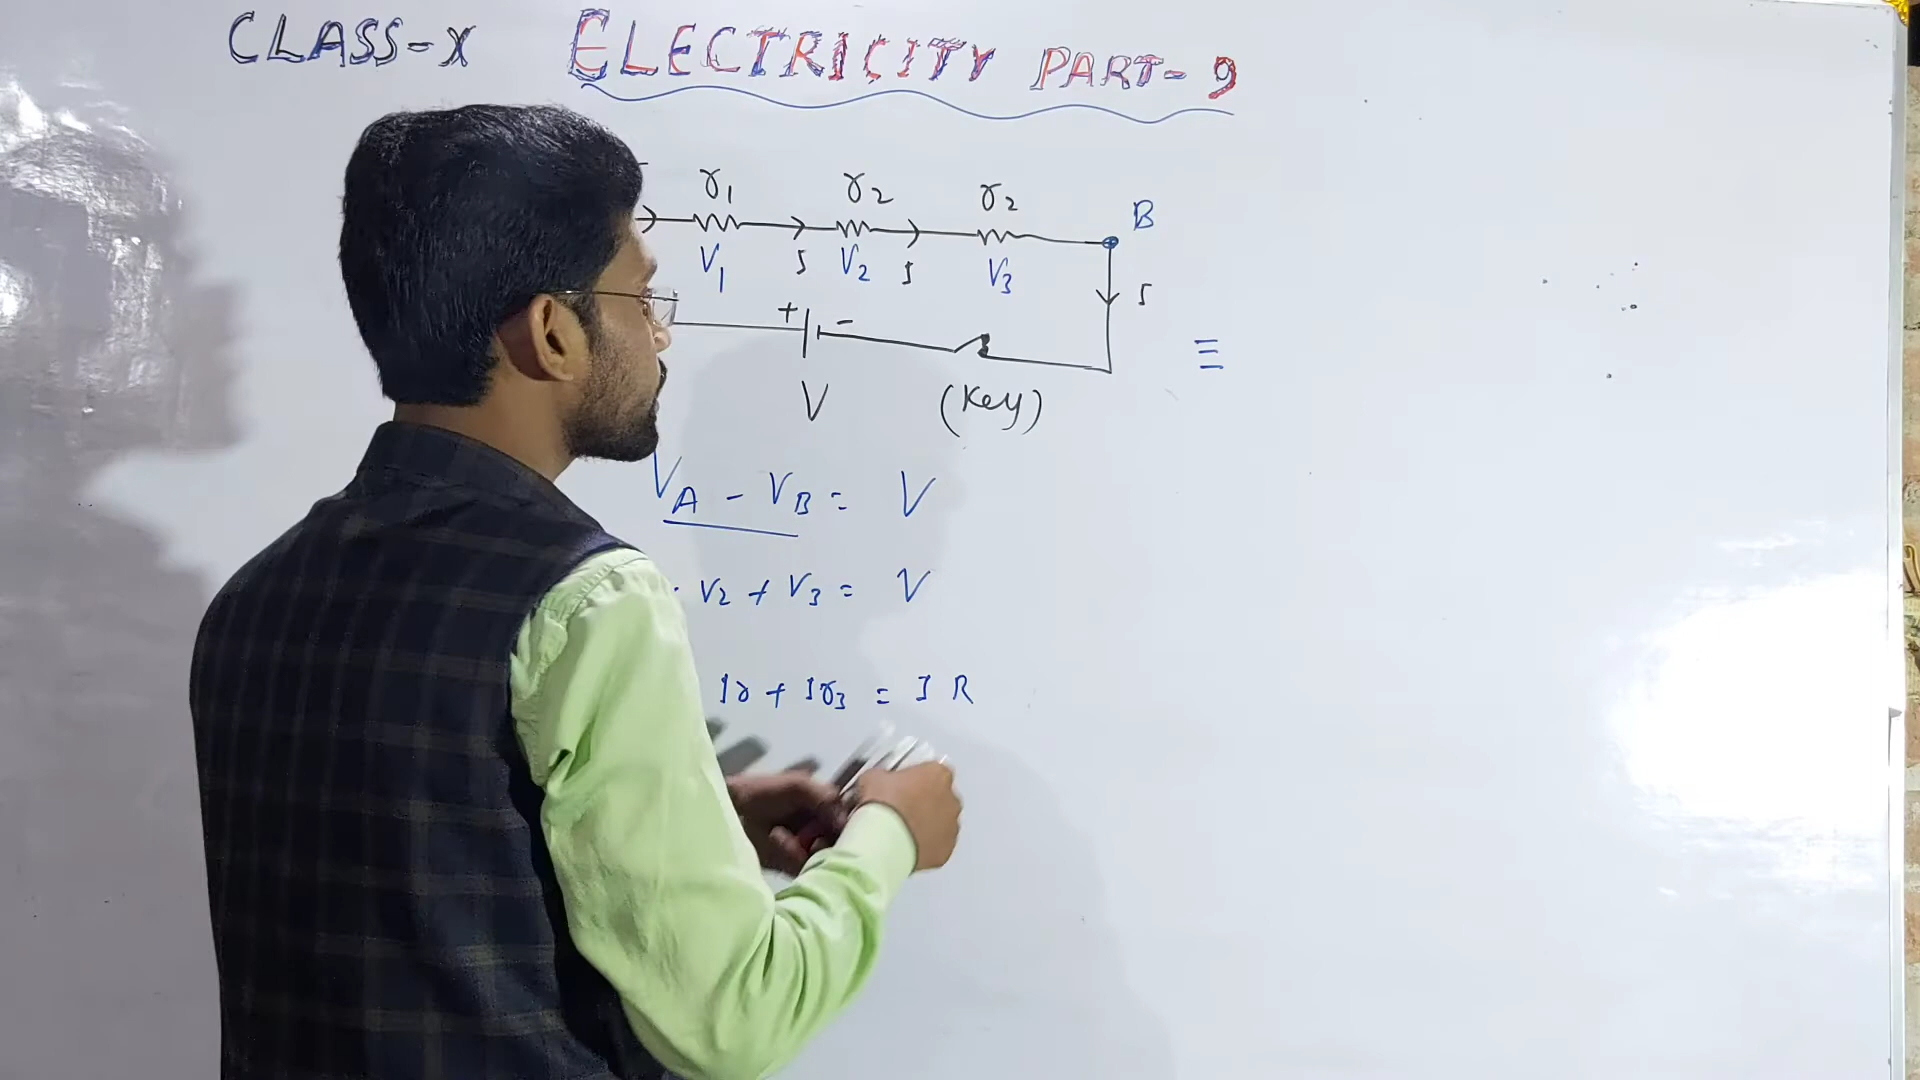 CLASS-X ELECTRICITY PART-9
r1 r2 r2 B
V1 I V2 I V3 I
+ -
≡
V (Key)
VA - VB = V
V2 + V3 = V
Ir + Ir3 = I R